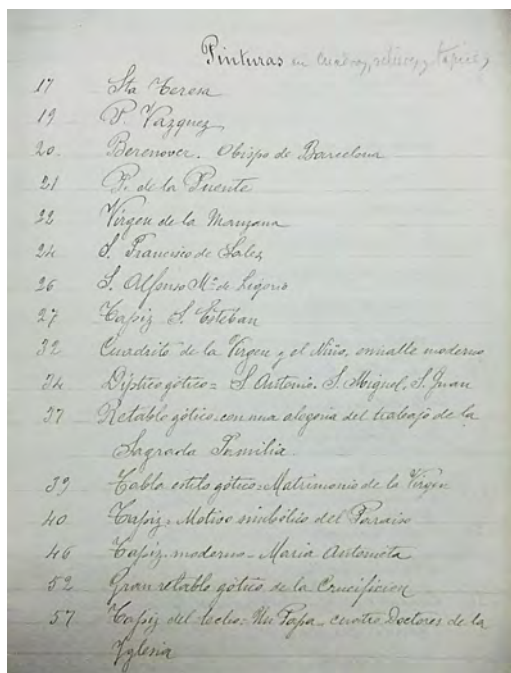 Pinturas en Cuadros, relieves, y tapices
17 Sta Teresa
19 P. Vazquez
20. Berenover. Obispo de Barcelona
21 P. de la Puente
22 Virgen de la Manzana
24 S. Francisco de Sales
26 S. Alfonso Mª de Ligorio
27 Tapiz S. Esteban
32 Cuadrito de la Virgen y el Niño, esmalte moderno
34 Díptico gótico = S. Antonio. S. Miguel. S. Juan
37 Retablo gótico con una alegoria del trabajo de la
Sagrada Familia.
39 Tabla estilo gótico: Matrimonio de la Virgen
40 Tapiz: Motivo simbólico del Paraiso
46 Tapiz moderno - Maria Antonieta
52 Gran retablo gótico de la Crucificion
57 Tapiz del techo: Un Papa - cuatro Doctores de la
Yglesia